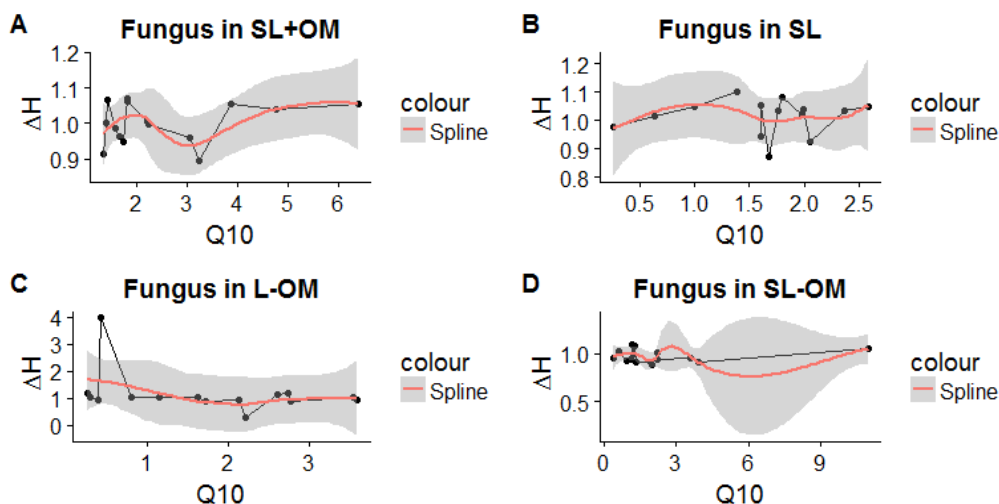 A
Fungus in SL+OM
1.2
1.1
1.0
0.9
ΔH
2
3
4
5
6
Q10
colour
Spline
B
Fungus in SL
1.2
1.1
1.0
0.9
0.8
ΔH
0.5
1.0
1.5
2.0
2.5
Q10
colour
Spline
C
Fungus in L-OM
4
3
2
1
0
ΔH
1
2
3
Q10
colour
Spline
D
Fungus in SL-OM
1.0
0.5
ΔH
0
3
6
9
Q10
colour
Spline